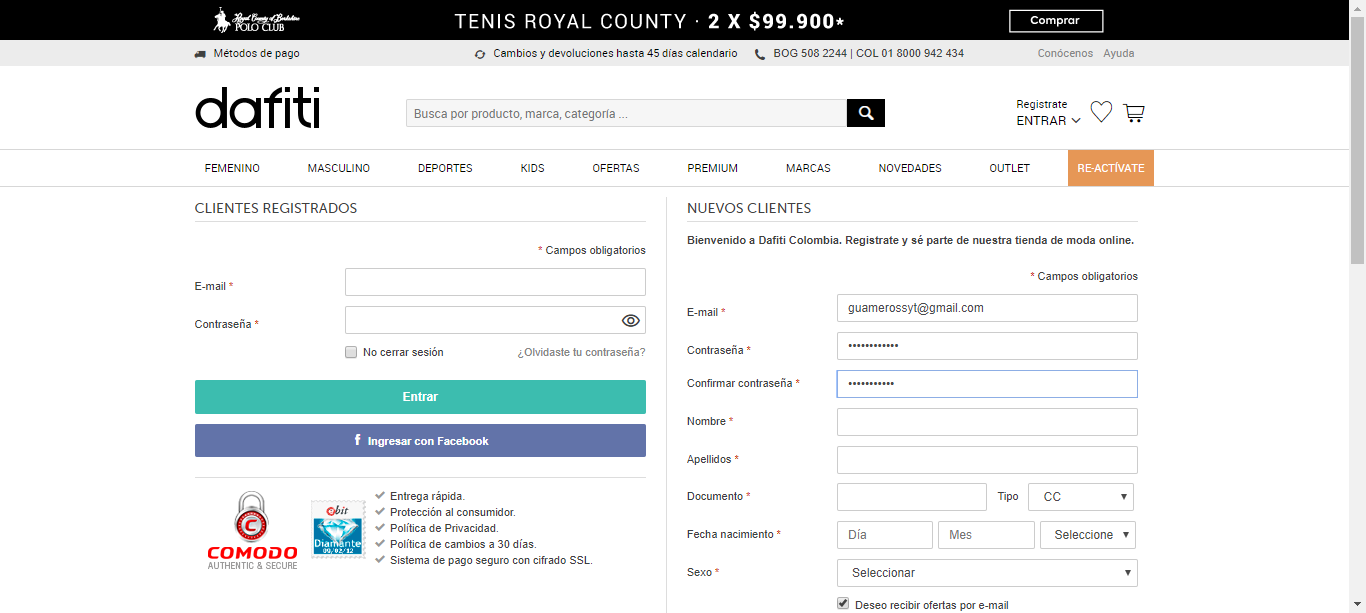 Royal County of Berkshire
POLO CLUB
TENIS ROYAL COUNTY · 2 X $99.900*
Comprar
Métodos de pago
Cambios y devoluciones hasta 45 días calendario
BOG 508 2244 | COL 01 8000 942 434
Conócenos
Ayuda
dafiti
Busca por producto, marca, categoría ...
Registrate
ENTRAR
FEMENINO
MASCULINO
DEPORTES
KIDS
OFERTAS
PREMIUM
MARCAS
NOVEDADES
OUTLET
RE-ACTÍVATE
CLIENTES REGISTRADOS
* Campos obligatorios
E-mail *
Contraseña *
No cerrar sesión
¿Olvidaste tu contraseña?
Entrar
f Ingresar con Facebook
C
COMODO
AUTHENTIC & SECURE
ebit
Diamante
09/02/12
Entrega rápida.
Protección al consumidor.
Política de Privacidad.
Política de cambios a 30 días.
Sistema de pago seguro con cifrado SSL.
NUEVOS CLIENTES
Bienvenido a Dafiti Colombia. Registrate y sé parte de nuestra tienda de moda online.
* Campos obligatorios
E-mail *
guamerossyt@gmail.com
Contraseña *
••••••••••••
Confirmar contraseña *
•••••••••••
Nombre *
Apellidos *
Documento *
Tipo
CC
Fecha nacimiento *
Día
Mes
Seleccione
Sexo *
Seleccionar
Deseo recibir ofertas por e-mail